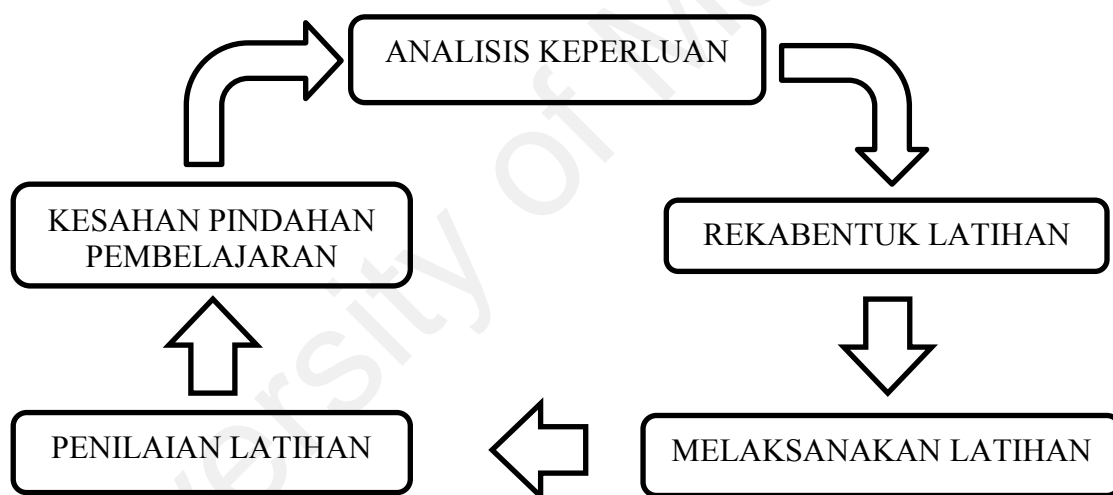 ANALISIS KEPERLUAN
REKABENTUK LATIHAN
MELAKSANAKAN LATIHAN
PENILAIAN LATIHAN
KESAHAN PINDAHAN
PEMBELAJARAN